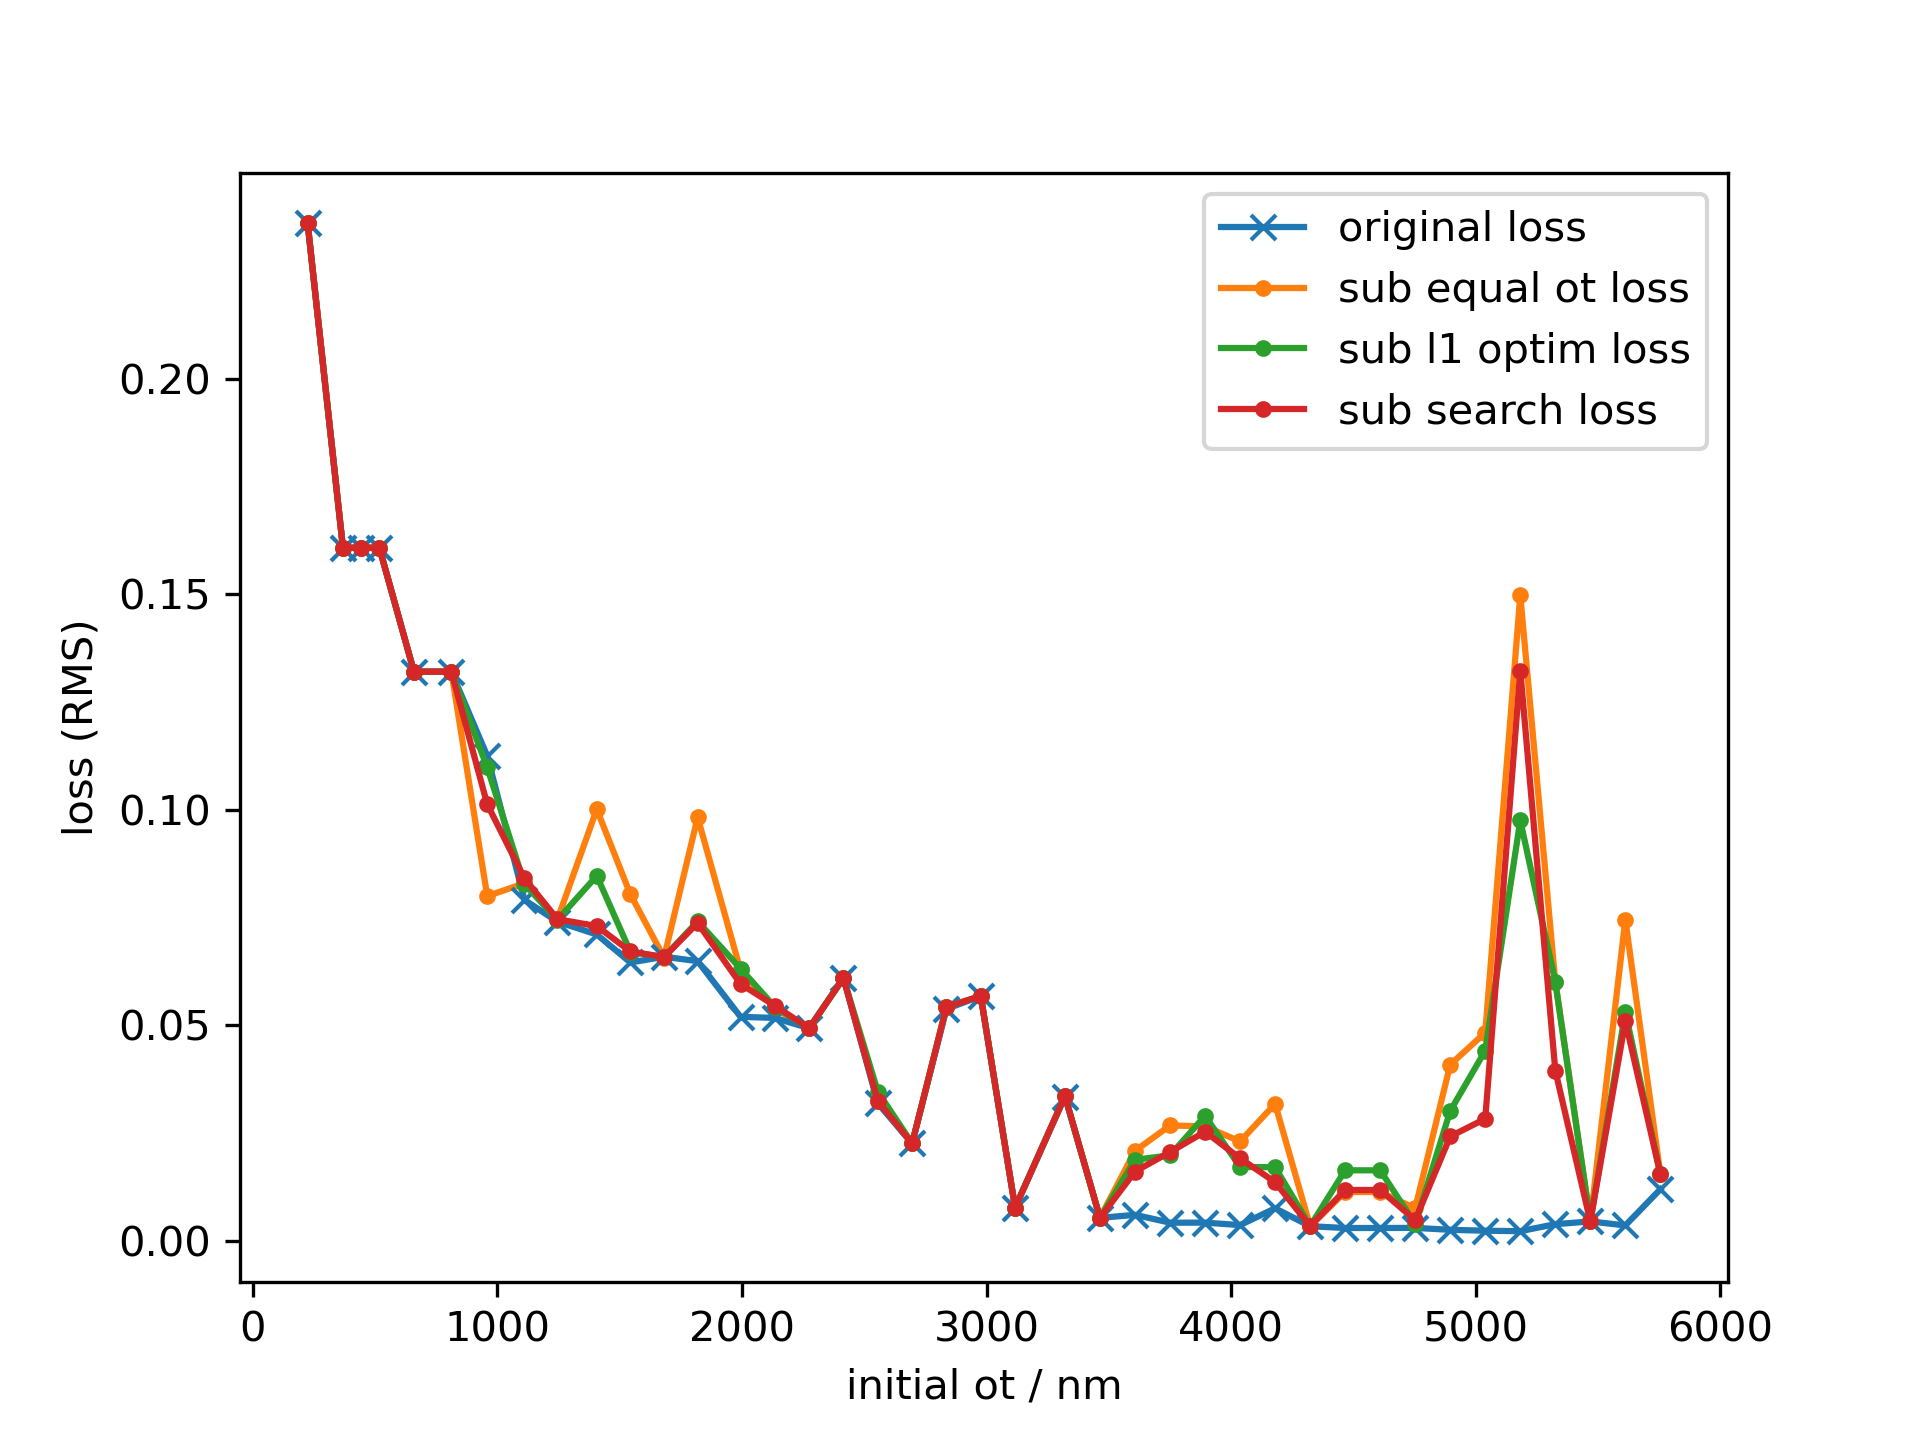 original loss
sub equal ot loss
sub l1 optim loss
sub search loss
0.20
0.15
0.10
0.05
0.00
loss (RMS)
0 1000 2000 3000 4000 5000 6000
initial ot / nm